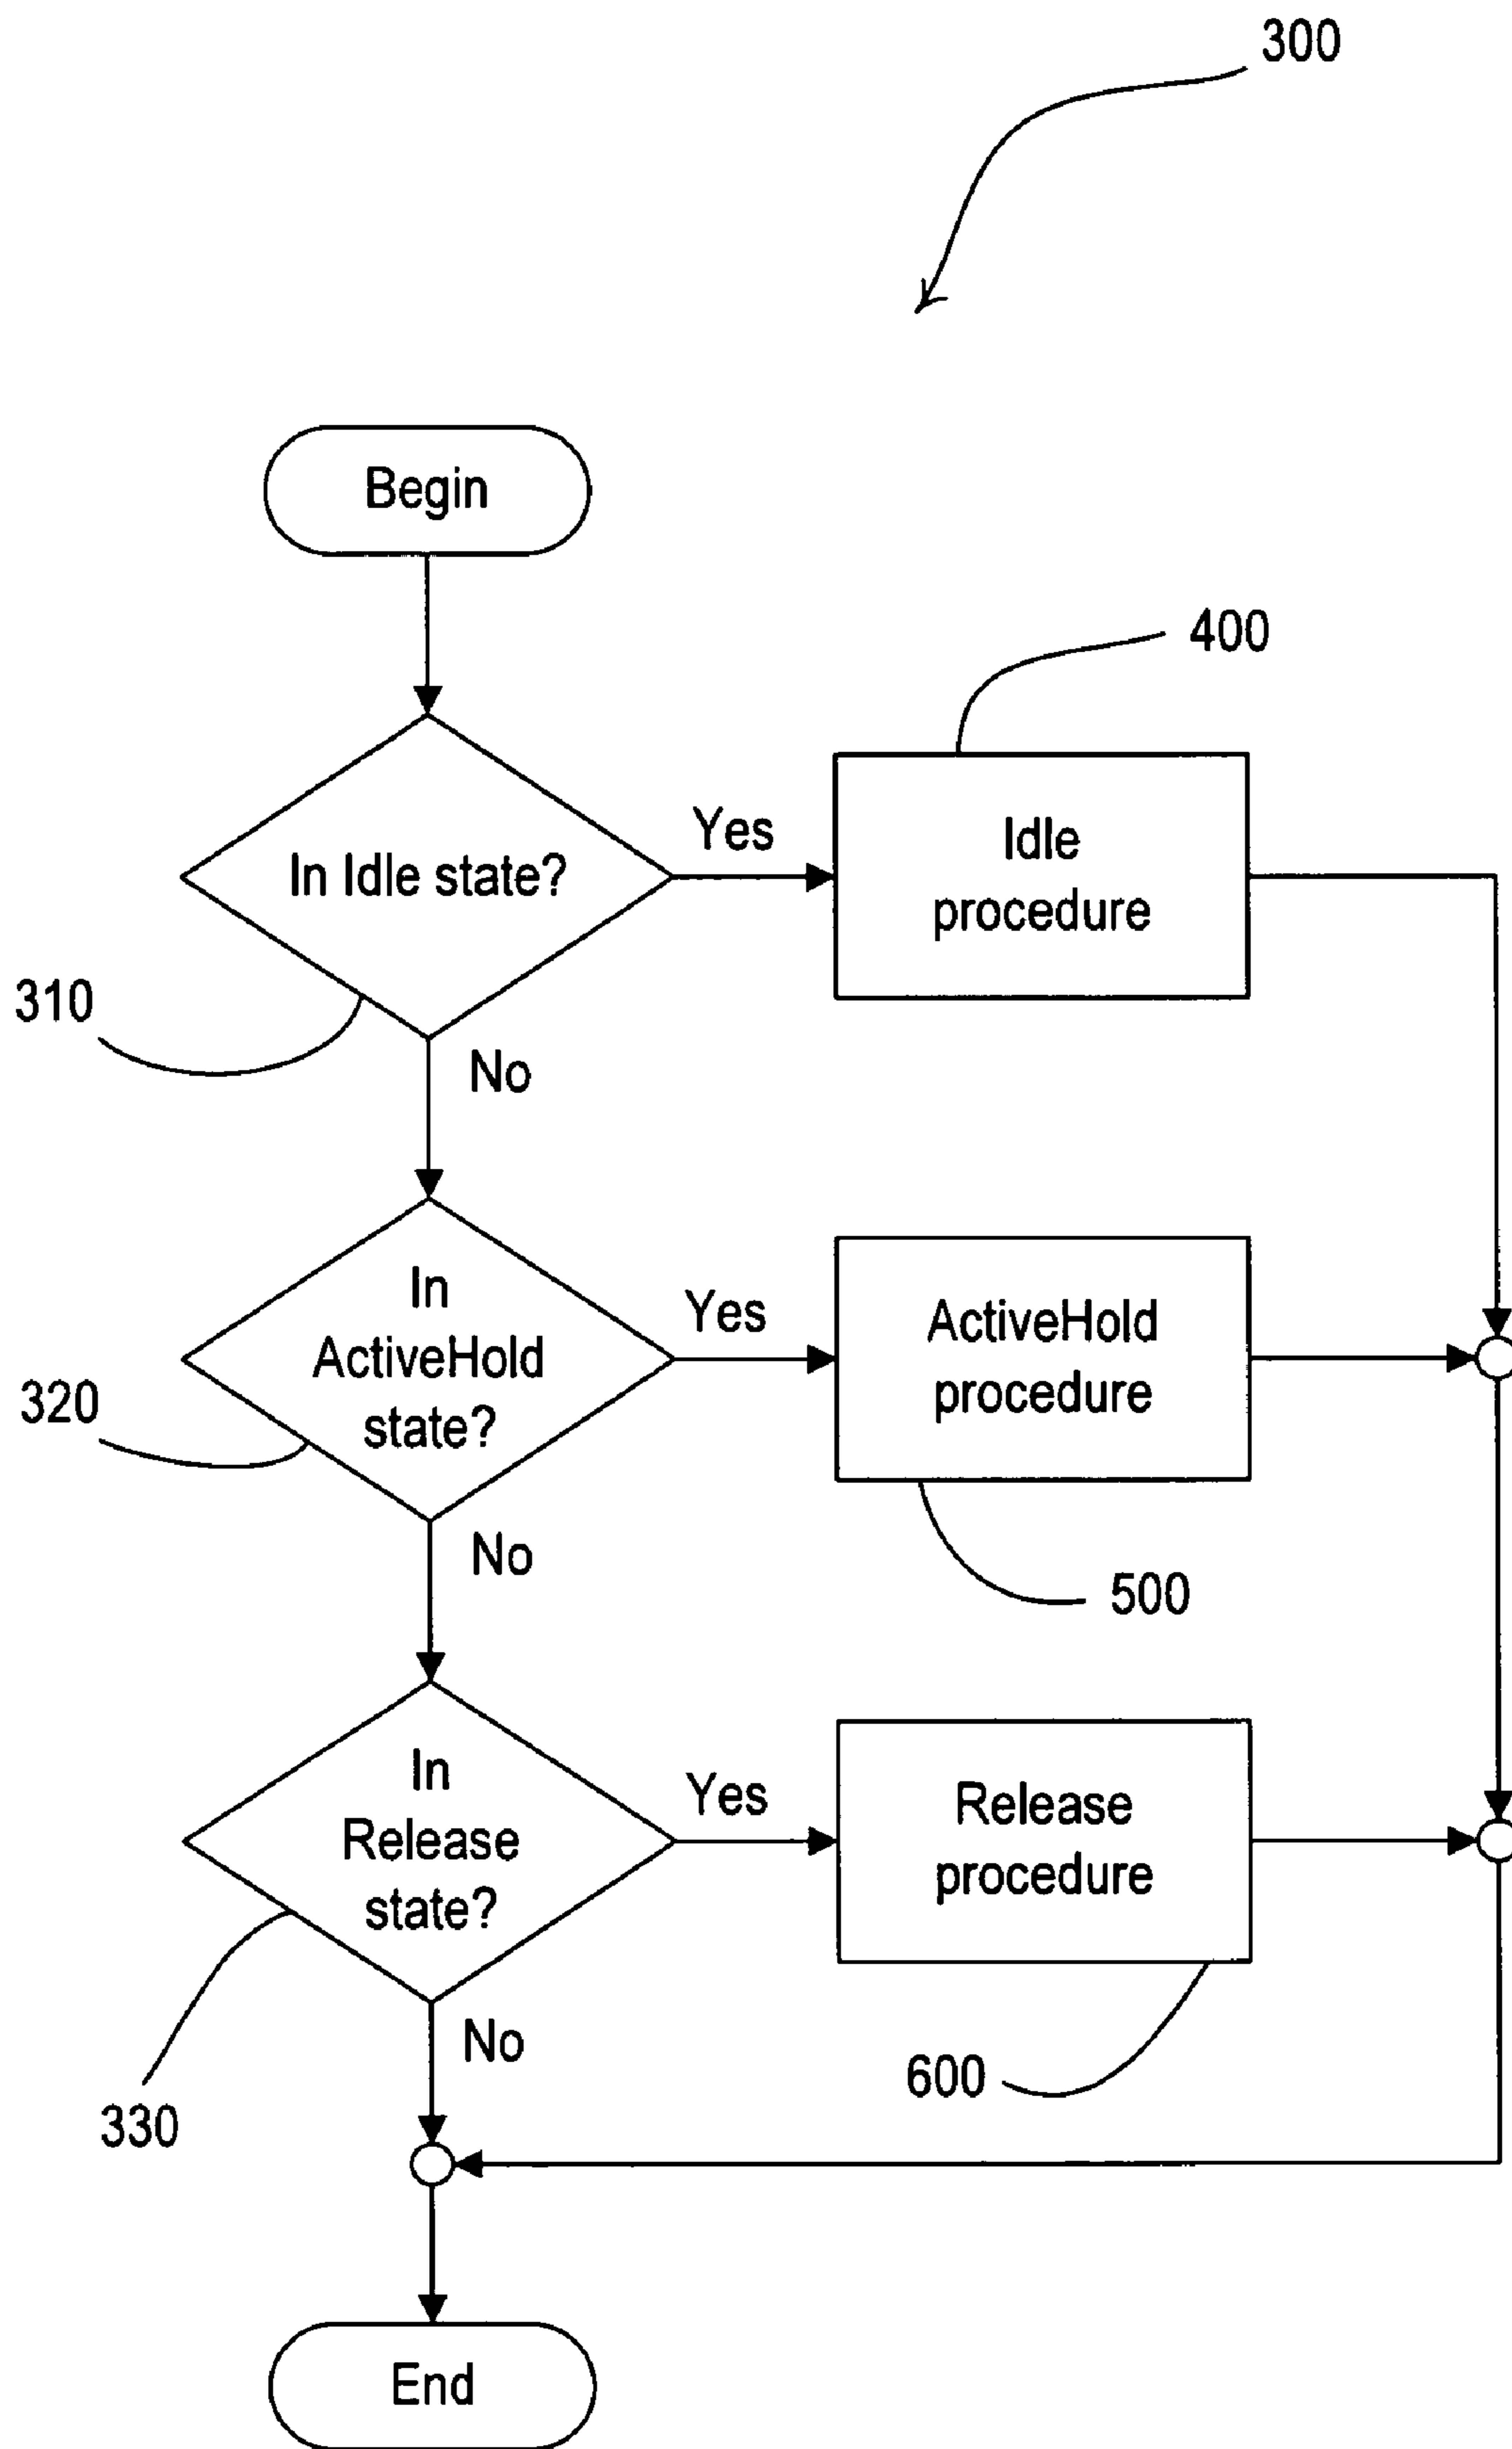 300
Begin
400
Yes
Idle
procedure
In Idle state?
310
No
In
ActiveHold
state?
Yes
ActiveHold
procedure
320
No
500
In
Release
state?
Yes
Release
procedure
No
600
330
End